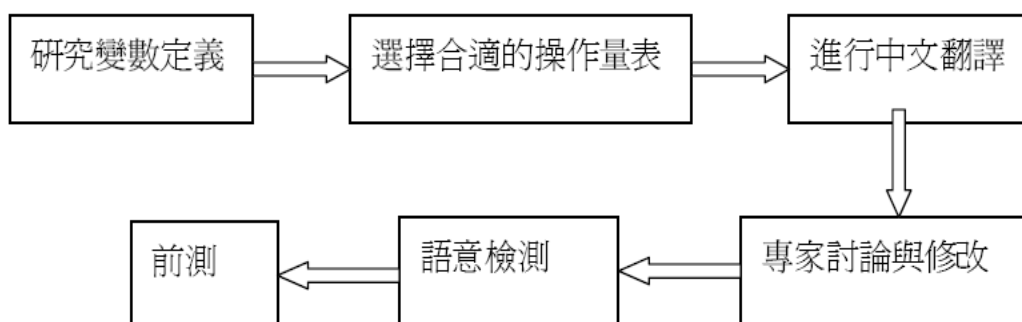 研究變數定義
選擇合適的操作量表
進行中文翻譯
專家討論與修改
語意檢測
前測